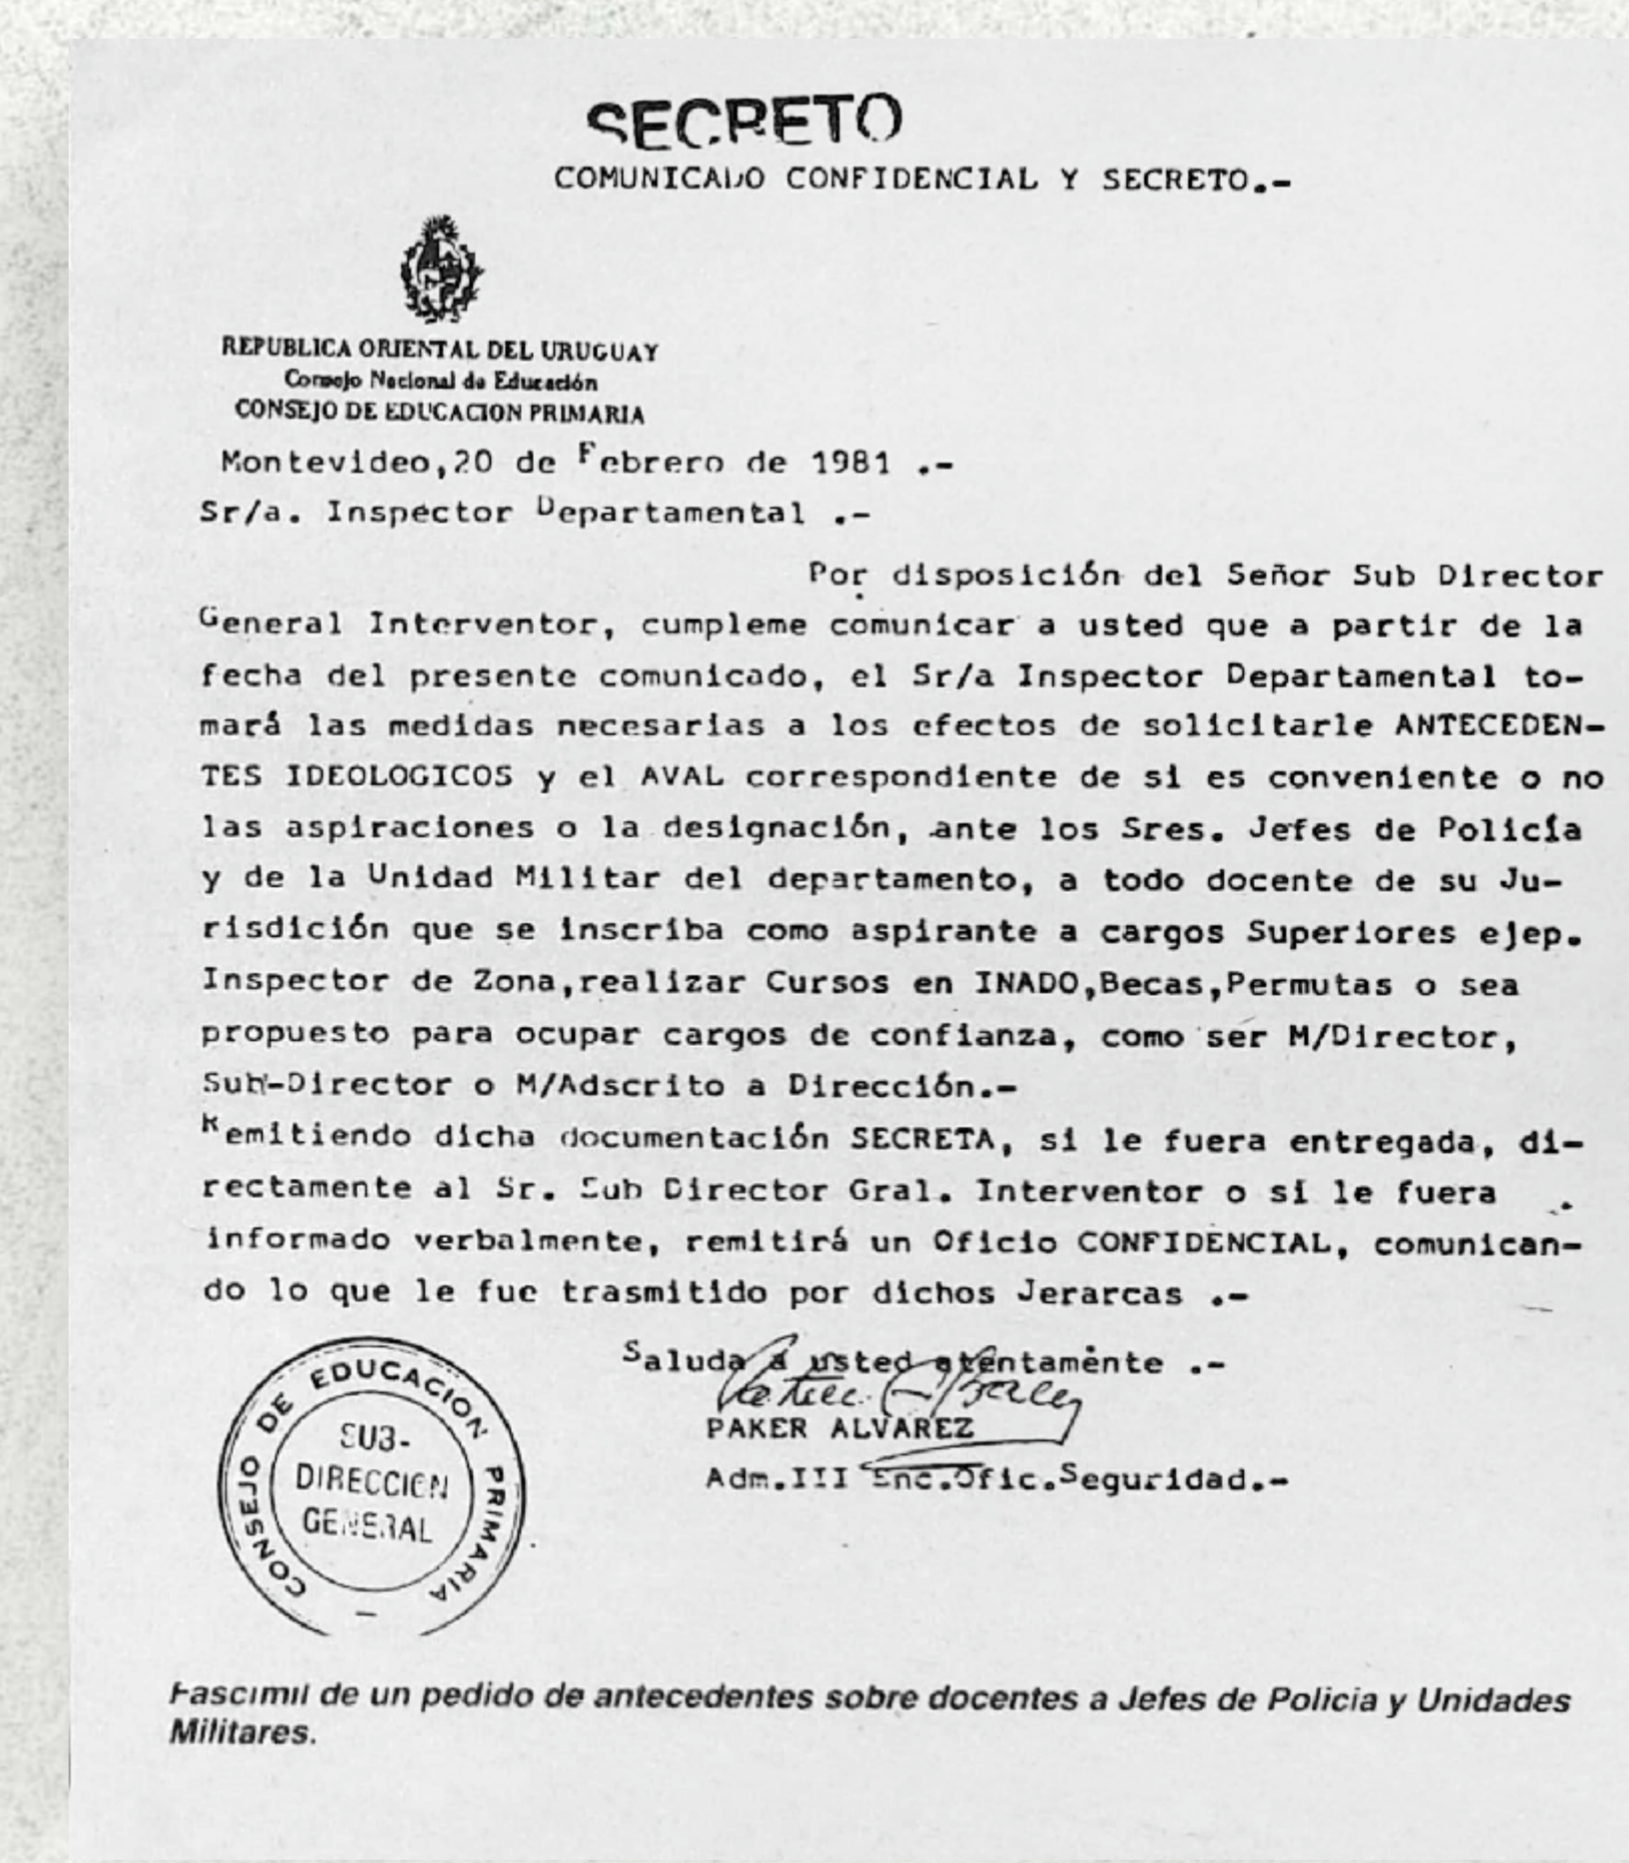 SECRETO
COMUNICADO CONFIDENCIAL Y SECRETO.-
REPUBLICA ORIENTAL DEL URUGUAY
Consejo Nacional de Educación
CONSEJO DE EDUCACION PRIMARIA
Montevideo,20 de Febrero de 1981 .-
Sr/a. Inspector Departamental .-
Por disposición del Señor Sub Director
General Interventor, cumpleme comunicar a usted que a partir de la
fecha del presente comunicado, el Sr/a Inspector Departamental to-
mará las medidas necesarias a los efectos de solicitarle ANTECEDEN-
TES IDEOLOGICOS y el AVAL correspondiente de si es conveniente o no
las aspiraciones o la designación, ante los Sres. Jefes de Policía
y de la Unidad Militar del departamento, a todo docente de su Ju-
risdición que se inscriba como aspirante a cargos Superiores ejep.
Inspector de Zona,realizar Cursos en INADO,Becas,Permutas o sea
propuesto para ocupar cargos de confianza, como ser M/Director,
Sub-Director o M/Adscrito a Dirección.-
Remitiendo dicha documentación SECRETA, si le fuera entregada, di-
rectamente al Sr. Sub Director Gral. Interventor o si le fuera
informado verbalmente, remitirá un Oficio CONFIDENCIAL, comunican-
do lo que le fue trasmitido por dichos Jerarcas .-
Saluda a usted atentamente .-
PAKER ALVAREZ
Adm.III Enc.Ofic.Seguridad.-
CONSEJO DE EDUCACION PRIMARIA
SUB-
DIRECCION
GENERAL
Fascimil de un pedido de antecedentes sobre docentes a Jefes de Policia y Unidades
Militares.